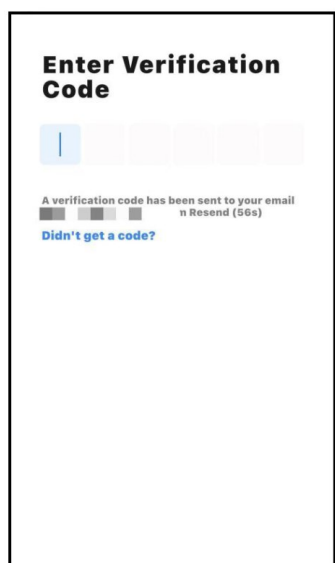 Enter Verification
Code
A verification code has been sent to your email
n Resend (56s)
Didn't get a code?